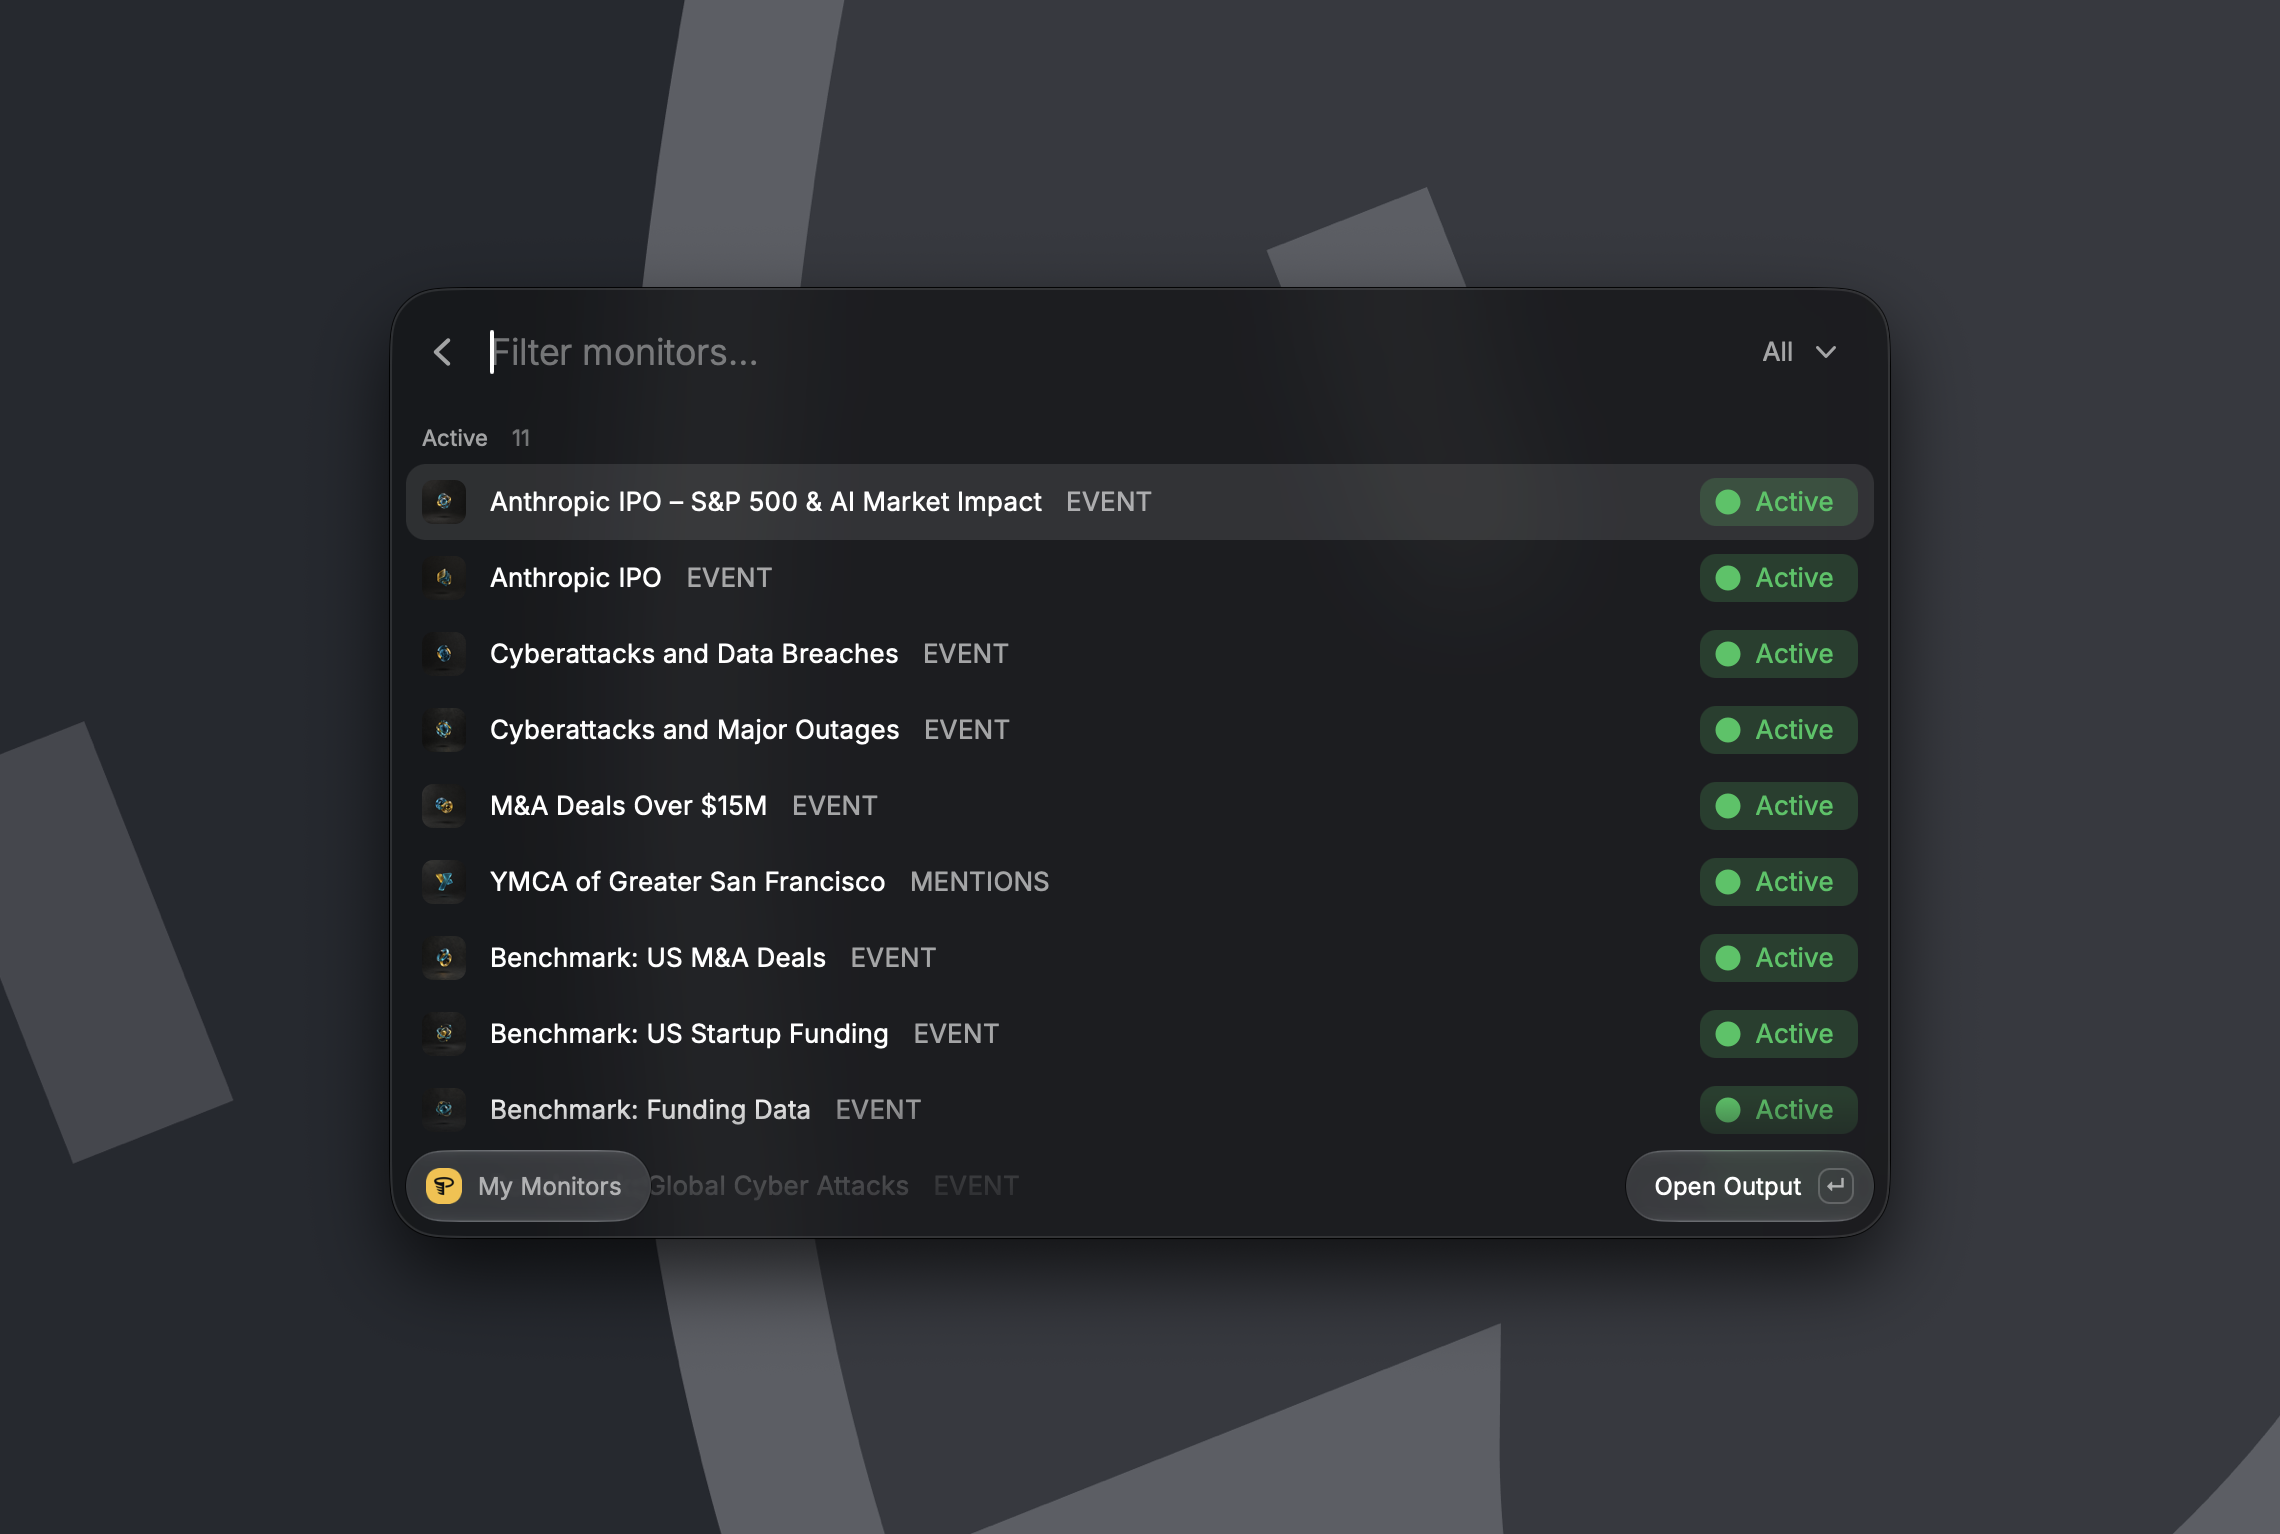 Filter monitors...
All
Active 11
Anthropic IPO – S&P 500 & AI Market Impact EVENT Active
Anthropic IPO EVENT Active
Cyberattacks and Data Breaches EVENT Active
Cyberattacks and Major Outages EVENT Active
M&A Deals Over $15M EVENT Active
YMCA of Greater San Francisco MENTIONS Active
Benchmark: US M&A Deals EVENT Active
Benchmark: US Startup Funding EVENT Active
Benchmark: Funding Data EVENT Active
Global Cyber Attacks EVENT
My Monitors
Open Output